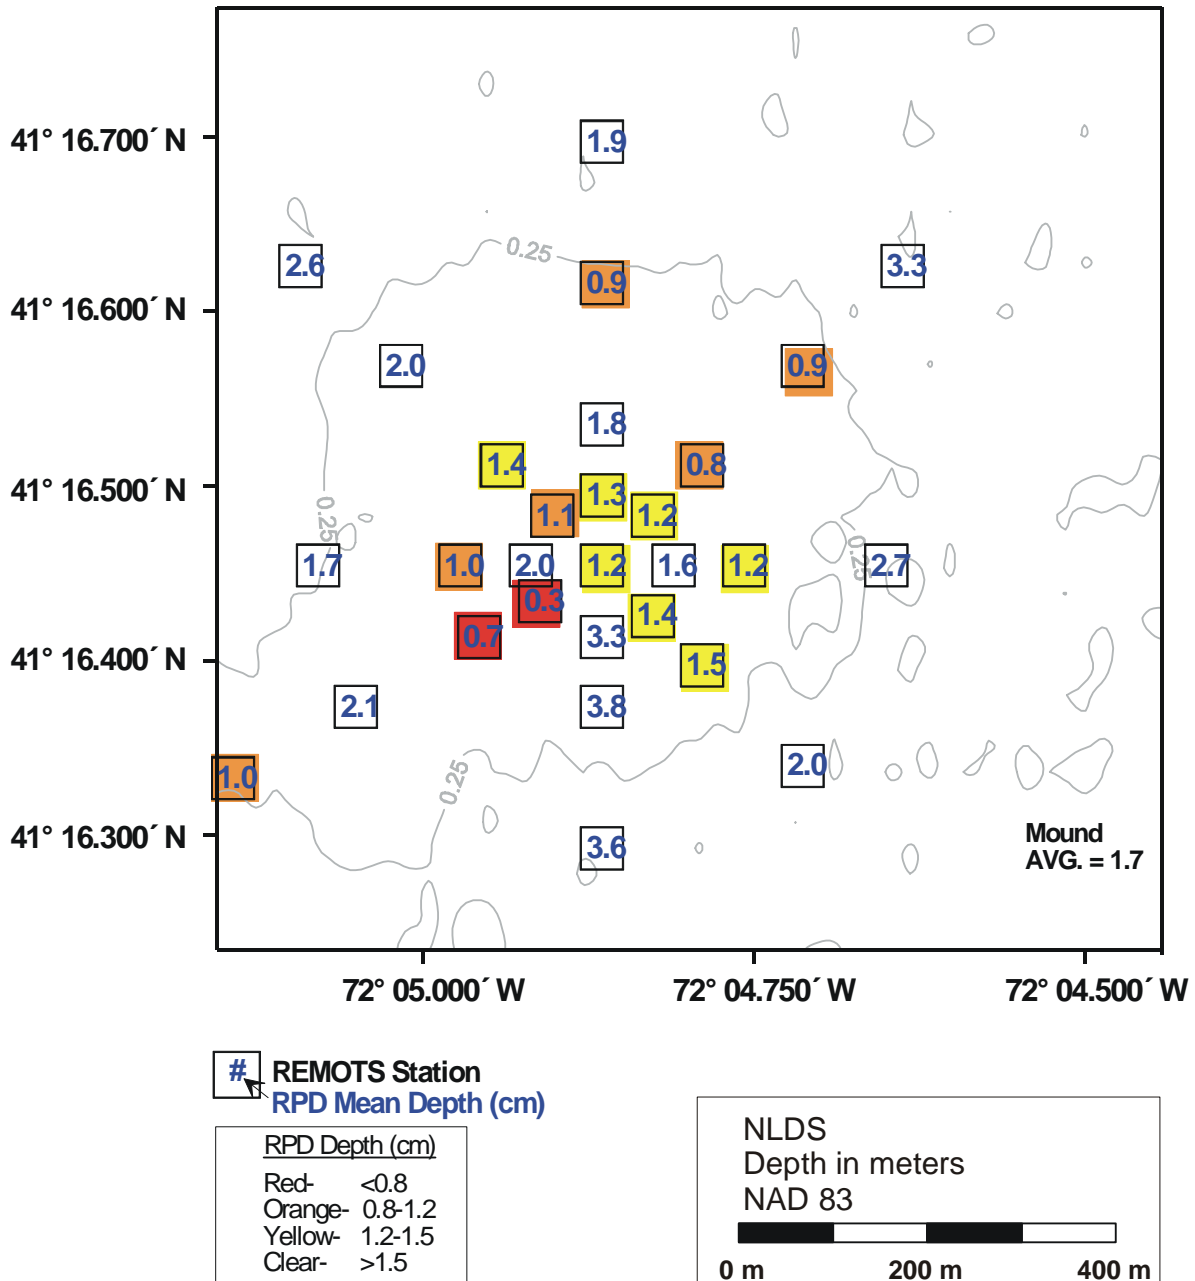 41° 16.700´ N
1.9
2.6
0.25
3.3
0.9
41° 16.600´ N
2.0
0.9
1.8
1.4
0.8
41° 16.500´ N
1.3
1.1
1.2
0.25
0.25
1.7
1.0
2.0
1.2
1.6
1.2
2.7
0.3
1.4
0.7
3.3
41° 16.400´ N
1.5
2.1
3.8
0.25
1.0
2.0
41° 16.300´ N
3.6
Mound
AVG. = 1.7
72° 05.000´ W
72° 04.750´ W
72° 04.500´ W
# REMOTS Station
RPD Mean Depth (cm)
RPD Depth (cm)
Red- <0.8
Orange- 0.8-1.2
Yellow- 1.2-1.5
Clear- >1.5
NLDS
Depth in meters
NAD 83
0 m 200 m 400 m